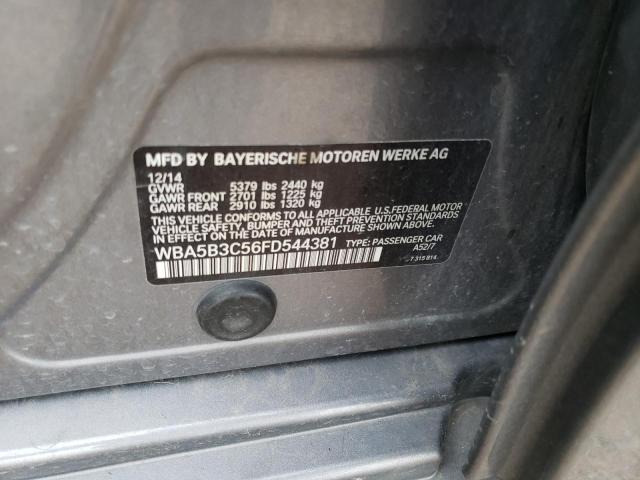 MFD BY BAYERISCHE MOTOREN WERKE AG
12/14
GVWR 5379 lbs 2440 kg
GAWR FRONT 2701 lbs 1225 kg
GAWR REAR 2910 lbs 1320 kg
THIS VEHICLE CONFORMS TO ALL APPLICABLE U.S. FEDERAL MOTOR
VEHICLE SAFETY, BUMPER, AND THEFT PREVENTION STANDARDS
IN EFFECT ON THE DATE OF MANUFACTURE SHOWN ABOVE.
WBA5B3C56FD544381 TYPE: PASSENGER CAR
A52/7
7 315 814